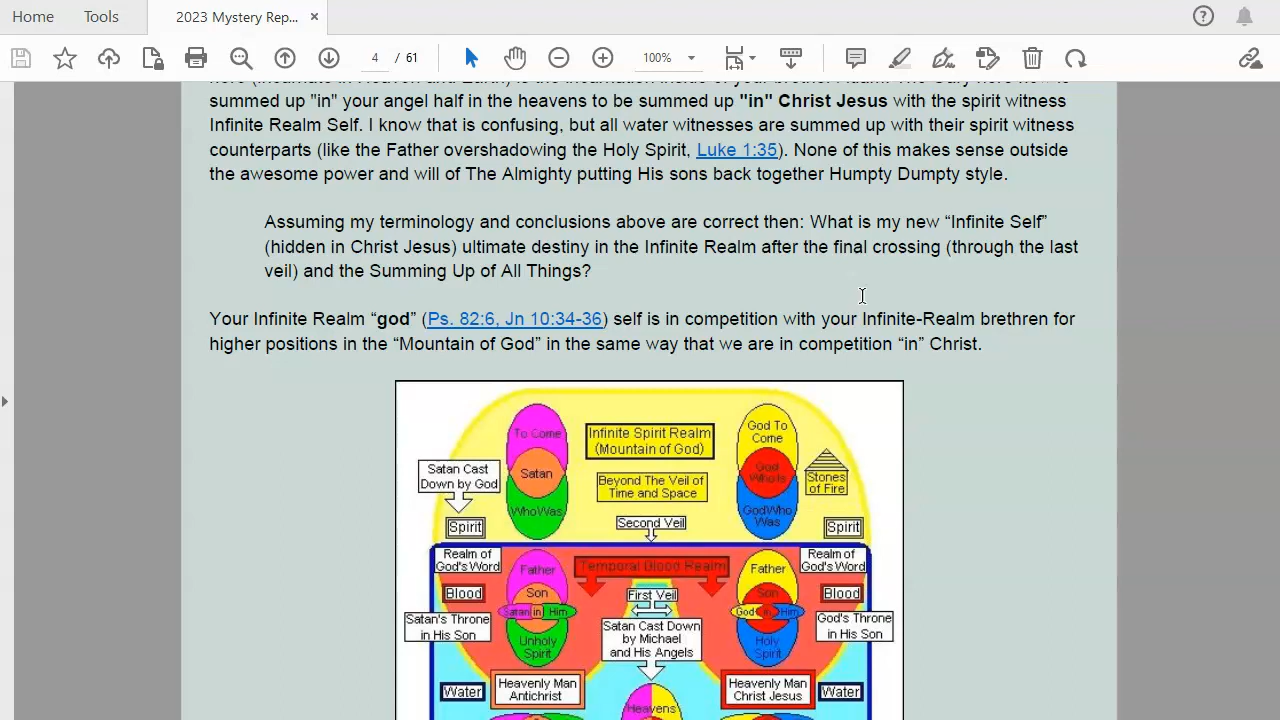 Home Tools 2023 Mystery Rep... ×
4 / 61 100%
summed up "in" your angel half in the heavens to be summed up "in" Christ Jesus with the spirit witness
Infinite Realm Self. I know that is confusing, but all water witnesses are summed up with their spirit witness
counterparts (like the Father overshadowing the Holy Spirit, Luke 1:35). None of this makes sense outside
the awesome power and will of The Almighty putting His sons back together Humpty Dumpty style.
Assuming my terminology and conclusions above are correct then: What is my new “Infinite Self”
(hidden in Christ Jesus) ultimate destiny in the Infinite Realm after the final crossing (through the last
veil) and the Summing Up of All Things?
Your Infinite Realm “god” (Ps. 82:6, Jn 10:34-36) self is in competition with your Infinite-Realm brethren for
higher positions in the “Mountain of God” in the same way that we are in competition “in” Christ.
To Come
Satan
WhoWas
Infinite Spirit Realm
(Mountain of God)
Beyond The Veil of
Time and Space
Second Veil
God To
Come
God
Who Is
GodWho
Was
Stones
of Fire
Satan Cast
Down by God
Spirit
Spirit
Realm of
God's Word
Blood
Satan's Throne
in His Son
Father
Son
Satan in Him
Unholy
Spirit
Temporal Blood Realm
First Veil
Satan Cast Down
by Michael
and His Angels
Father
Son
God in Him
Holy
Spirit
Realm of
God's Word
Blood
God's Throne
in His Son
Water
Heavenly Man
Antichrist
Heavens
Heavenly Man
Christ Jesus
Water